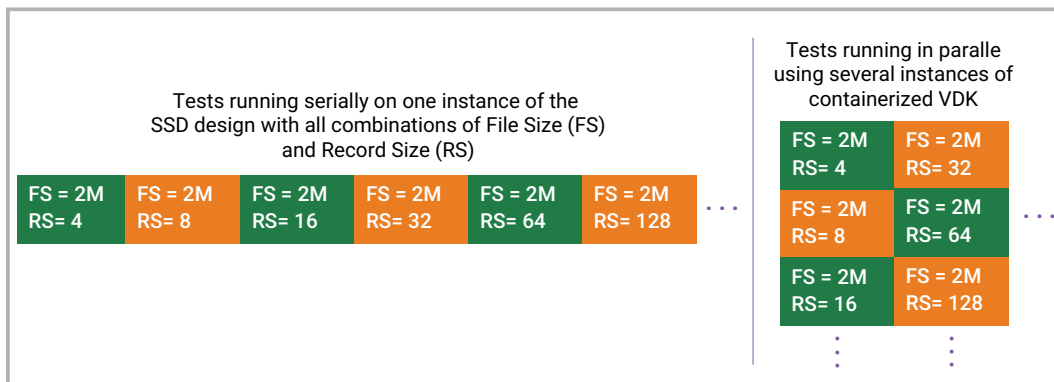 Tests running serially on one instance of the
SSD design with all combinations of File Size (FS)
and Record Size (RS)
FS = 2M
RS= 4
FS = 2M
RS= 8
FS = 2M
RS= 16
FS = 2M
RS= 32
FS = 2M
RS= 64
FS = 2M
RS= 128
Tests running in paralle
using several instances of
containerized VDK
FS = 2M
RS= 4
FS = 2M
RS= 32
FS = 2M
RS= 8
FS = 2M
RS= 64
FS = 2M
RS= 16
FS = 2M
RS= 128